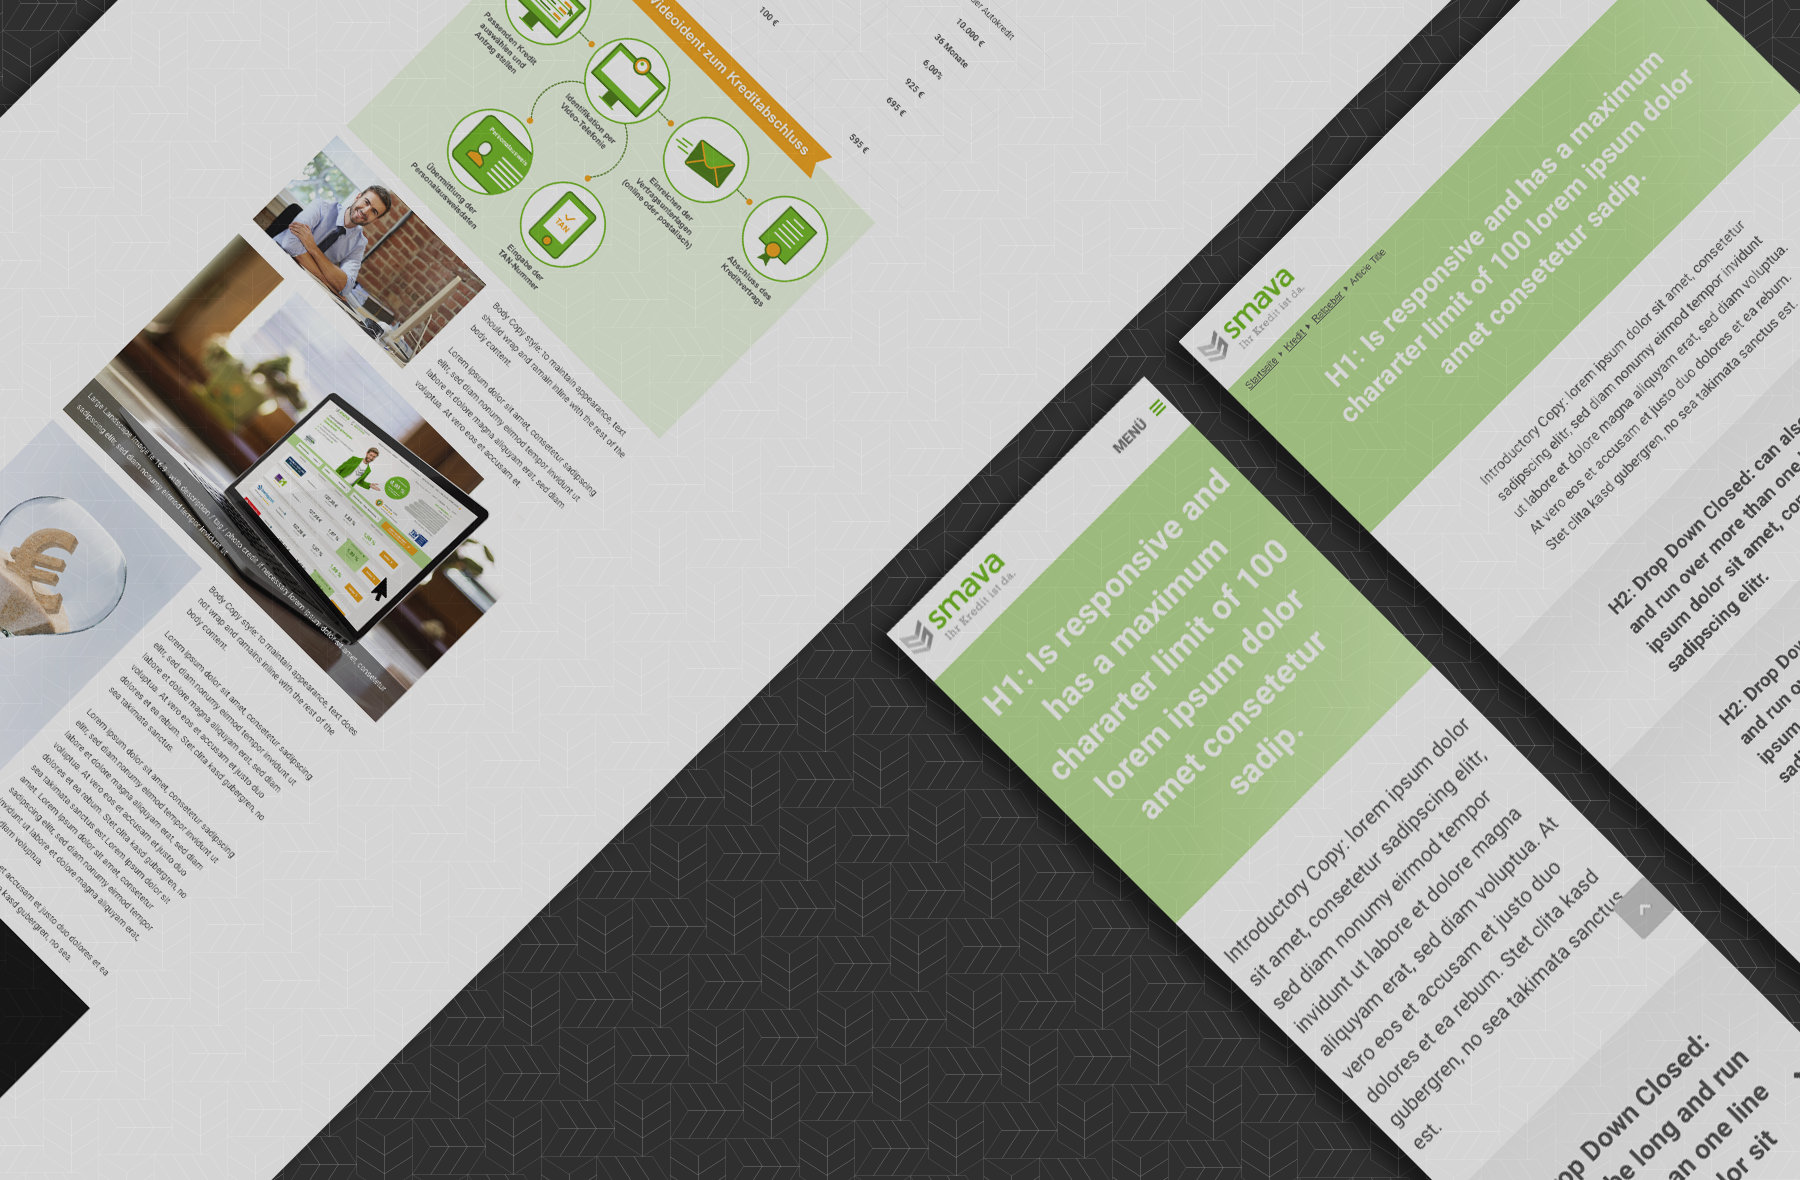 Passenden Kredit
auswählen und
Antrag stellen
Videoident zum Kreditabschluss
Identifikation per
Video-Telefonie
Personalausweis
Übermittlung der
Personalausweisdaten
TAN
Eingabe der
TAN-Nummer
Einreichen der
Vertragsunterlagen
(online oder postalisch)
Abschluss des
Kreditvertrags
100 €
der Autokredit
10.000 €
36 Monate
6,00%
925 €
695 €
595 €
Body Copy style: to maintain appearance, text
should wrap and ramain inline with the rest of the
body content.
Lorem ipsum dolor sit amet, consetetur sadipscing
elitr, sed diam nonumy eirmod tempor invidunt ut
labore et dolore magna aliquyam erat, sed diam
voluptua. At vero eos et accusam et
Large Landscape Image is 16:9 with description / tag / photo credit if necessary lorem ipsum dolor sit amet, consetetur
sadipscing elitr, sed diam nonumy eirmod tempor invidunt ut
Body Copy style: to maintain appearance, text does
not wrap and ramains inline with the rest of the
body content.
Lorem ipsum dolor sit amet, consetetur sadipscing
elitr, sed diam nonumy eirmod tempor invidunt ut
labore et dolore magna aliquyam erat, sed diam
voluptua. At vero eos et accusam et justo duo
dolores et ea rebum. Stet clita kasd gubergren, no
sea takimata sanctus.
Lorem ipsum dolor sit amet, consetetur sadipscing
elitr, sed diam nonumy eirmod tempor invidunt ut
labore et dolore magna aliquyam erat, sed diam
voluptua. At vero eos et accusam et justo duo
dolores et ea rebum. Stet clita kasd gubergren, no
sea takimata sanctus est Lorem ipsum dolor sit
amet. Lorem ipsum dolor sit amet, consetetur
sadipscing elitr, sed diam nonumy eirmod tempor
invidunt ut labore et dolore magna aliquyam erat,
diam voluptua.
et accusam et justo duo dolores et ea
kasd gubergren, no sea.
smava
Ihr Kredit ist da.
MENÜ
H1: Is responsive and
has a maximum
chararter limit of 100
lorem ipsum dolor
amet consetetur
sadip.
Introductory Copy: lorem ipsum dolor
sit amet, consetetur sadipscing elitr,
sed diam nonumy eirmod tempor
invidunt ut labore et dolore magna
aliquyam erat, sed diam voluptua. At
vero eos et accusam et justo duo
dolores et ea rebum. Stet clita kasd
gubergren, no sea takimata sanctus
est.
op Down Closed:
be long and run
an one line
lor sit
smava
Ihr Kredit ist da.
Startseite Kredit Ratgeber Article Title
H1: Is responsive and has a maximum
chararter limit of 100 lorem ipsum dolor
amet consetetur sadip.
Introductory Copy: lorem ipsum dolor sit amet, consetetur
sadipscing elitr, sed diam nonumy eirmod tempor invidunt
ut labore et dolore magna aliquyam erat, sed diam voluptua.
At vero eos et accusam et justo duo dolores et ea rebum.
Stet clita kasd gubergren, no sea takimata sanctus est.
H2: Drop Down Closed: can also
and run over more than one
ipsum dolor sit amet, con
sadipscing elitr.
H2: Drop Dow
and run o
ipsum
sad